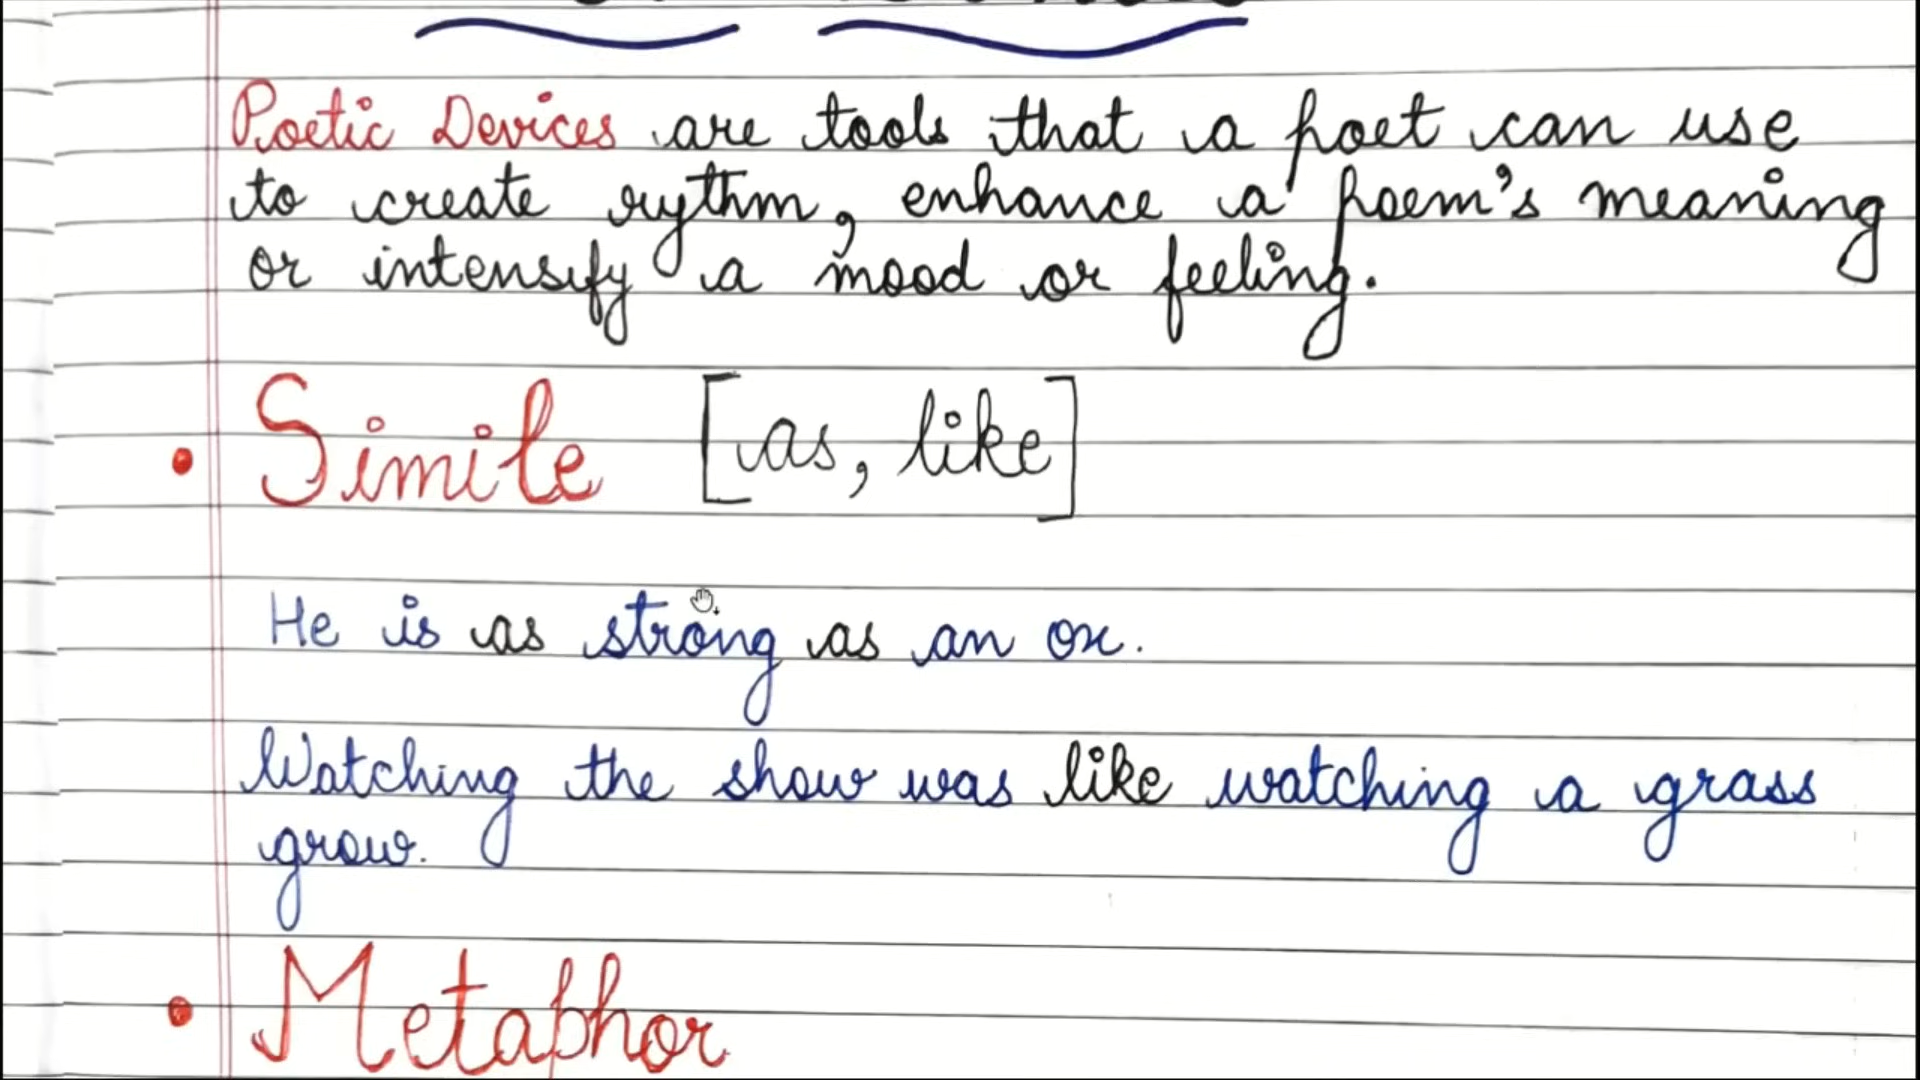 Poetic Devices are tools that a poet can use
to create rythm, enhance a poem's meaning
or intensify a mood or feeling.
Simile [as, like]
He is as strong as an ox.
Watching the show was like watching a grass
grow.
Metaphor